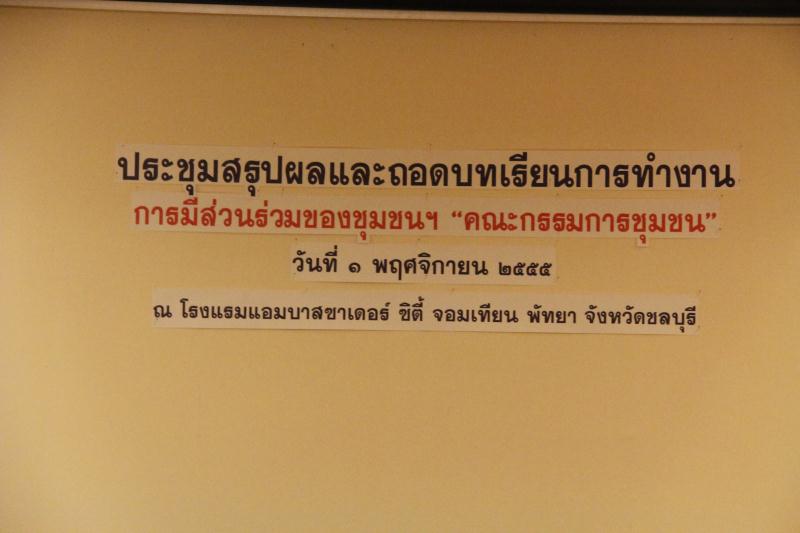 ประชุมสรุปผลและถอดบทเรียนการทำงาน
การมีส่วนร่วมของชุมชนฯ “คณะกรรมการชุมชน”
วันที่ ๑ พฤศจิกายน ๒๕๕๕
ณ โรงแรมแอมบาสซาเดอร์ ซิตี้ จอมเทียน พัทยา จังหวัดชลบุรี